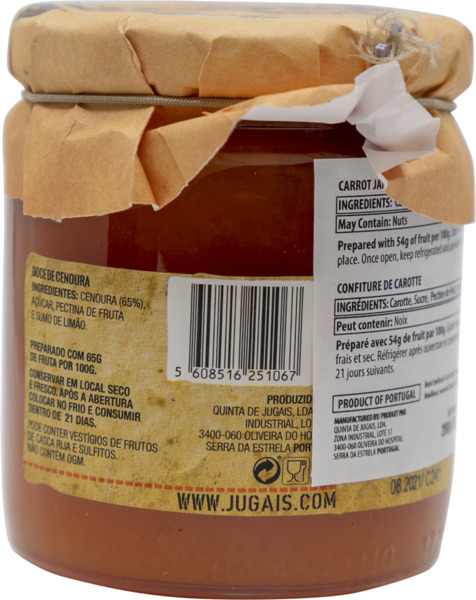 DOCE DE CENOURA
INGREDIENTES: CENOURA (65%),
AÇÚCAR, PECTINA DE FRUTA
E SUMO DE LIMÃO.
PREPARADO COM 65G
DE FRUTA POR 100G.
CONSERVAR EM LOCAL SECO
E FRESCO: APÓS A ABERTURA
COLOCAR NO FRIO E CONSUMIR
DENTRO DE 21 DIAS.
PODE CONTER VESTÍGIOS DE FRUTOS
DE CASCA RIJA E SULFITOS.
NÃO CONTÉM OGM.
5 608516 251067
PRODUZID
QUINTA DE JUGAIS, LDA
INDUSTRIAL, LO
3400-060 OLIVEIRA DO HOS
SERRA DA ESTRELA POR
WWW.JUGAIS.COM
CARROT JA
INGREDIENTS:
May Contain: Nuts
Prepared with 54g of fruit per 100g.
place. Once open, keep refrigerated and
CONFITURE DE CAROTTE
INGRÉDIENTS: Carotte, Sucre, Pectine de
Peut contenir: Noix
Préparé avec 54g de fruit par 100g.
frais et sec. Réfrigérer après ouverture et
21 jours suivants.
PRODUCT OF PORTUGAL
MANUFACTURED BY/ PRODUIT PAR
QUINTA DE JUGAIS, LDA.
ZONA INDUSTRIAL, LOTE 17
3400-060 OLIVEIRA DO HOSPITAL
SERRA DA ESTRELA PORTUGAL
08.2021/